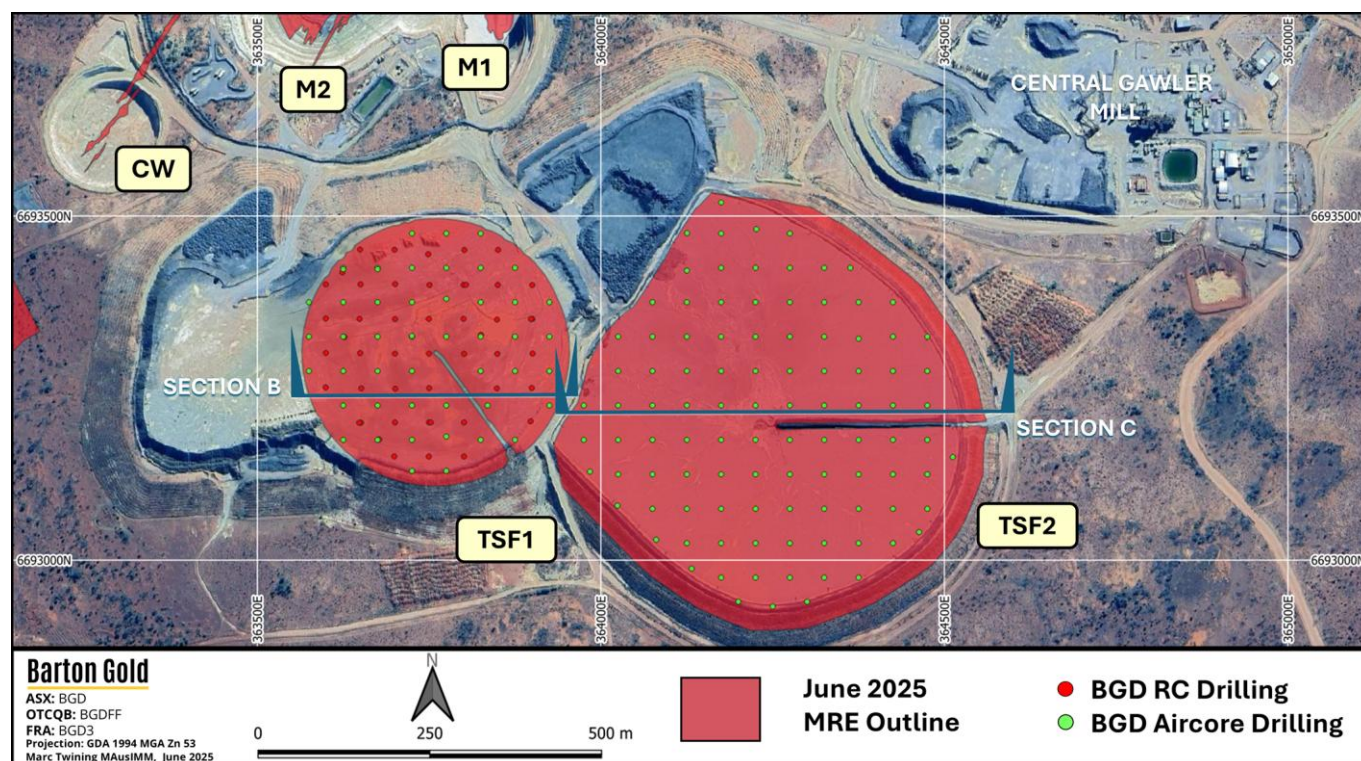 363500E
364000E
364500E
365000E
M2
M1
CENTRAL GAWLER
MILL
CW
6693500N
6693500N
SECTION B
SECTION C
TSF1
TSF2
6693000N
6693000N
363500E
364000E
364500E
365000E
Barton Gold
ASX: BGD
OTCQB: BGDFF
FRA: BGD3
Projection: GDA 1994 MGA Zn 53
Marc Twining MAusIMM, June 2025
N
0 250 500 m
June 2025
MRE Outline
BGD RC Drilling
BGD Aircore Drilling